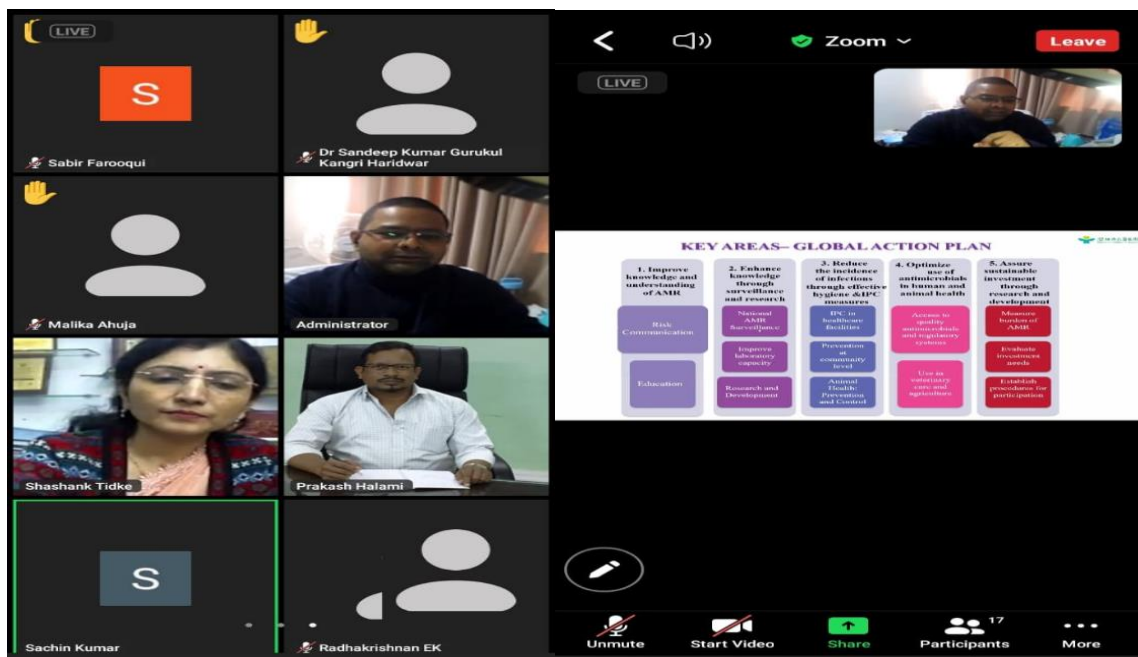 LIVE
S
Sabir Farooqui
Dr Sandeep Kumar Gurukul
Kangri Haridwar
Malika Ahuja
Administrator
Shashank Tidke
Prakash Halami
S
Sachin Kumar
Radhakrishnan EK
Zoom
Leave
LIVE
KEY AREAS– GLOBAL ACTION PLAN
1. Improve
knowledge and
understanding
of AMR
Risk
Communication
Education
2. Enhance
knowledge
through
surveillance
and research
National
AMR
Surveillance
Improve
laboratory
capacity
Research and
Development
3. Reduce
the incidence
of infections
through effective
hygiene &IPC
measures
IPC in
healthcare
facilities
Prevention
at
community
level
Animal
Health:
Prevention
and Control
4. Optimize
use of
antimicrobials
in human and
animal health
Access to
quality
antimicrobials
and regulatory
systems
Use in
veterinary
care and
agriculture
5. Assure
sustainable
investment
through
research and
development
Measure
burden of
AMR
Evaluate
investment
needs
Establish
procedures for
participation
Unmute
Start Video
Share
17
Participants
More